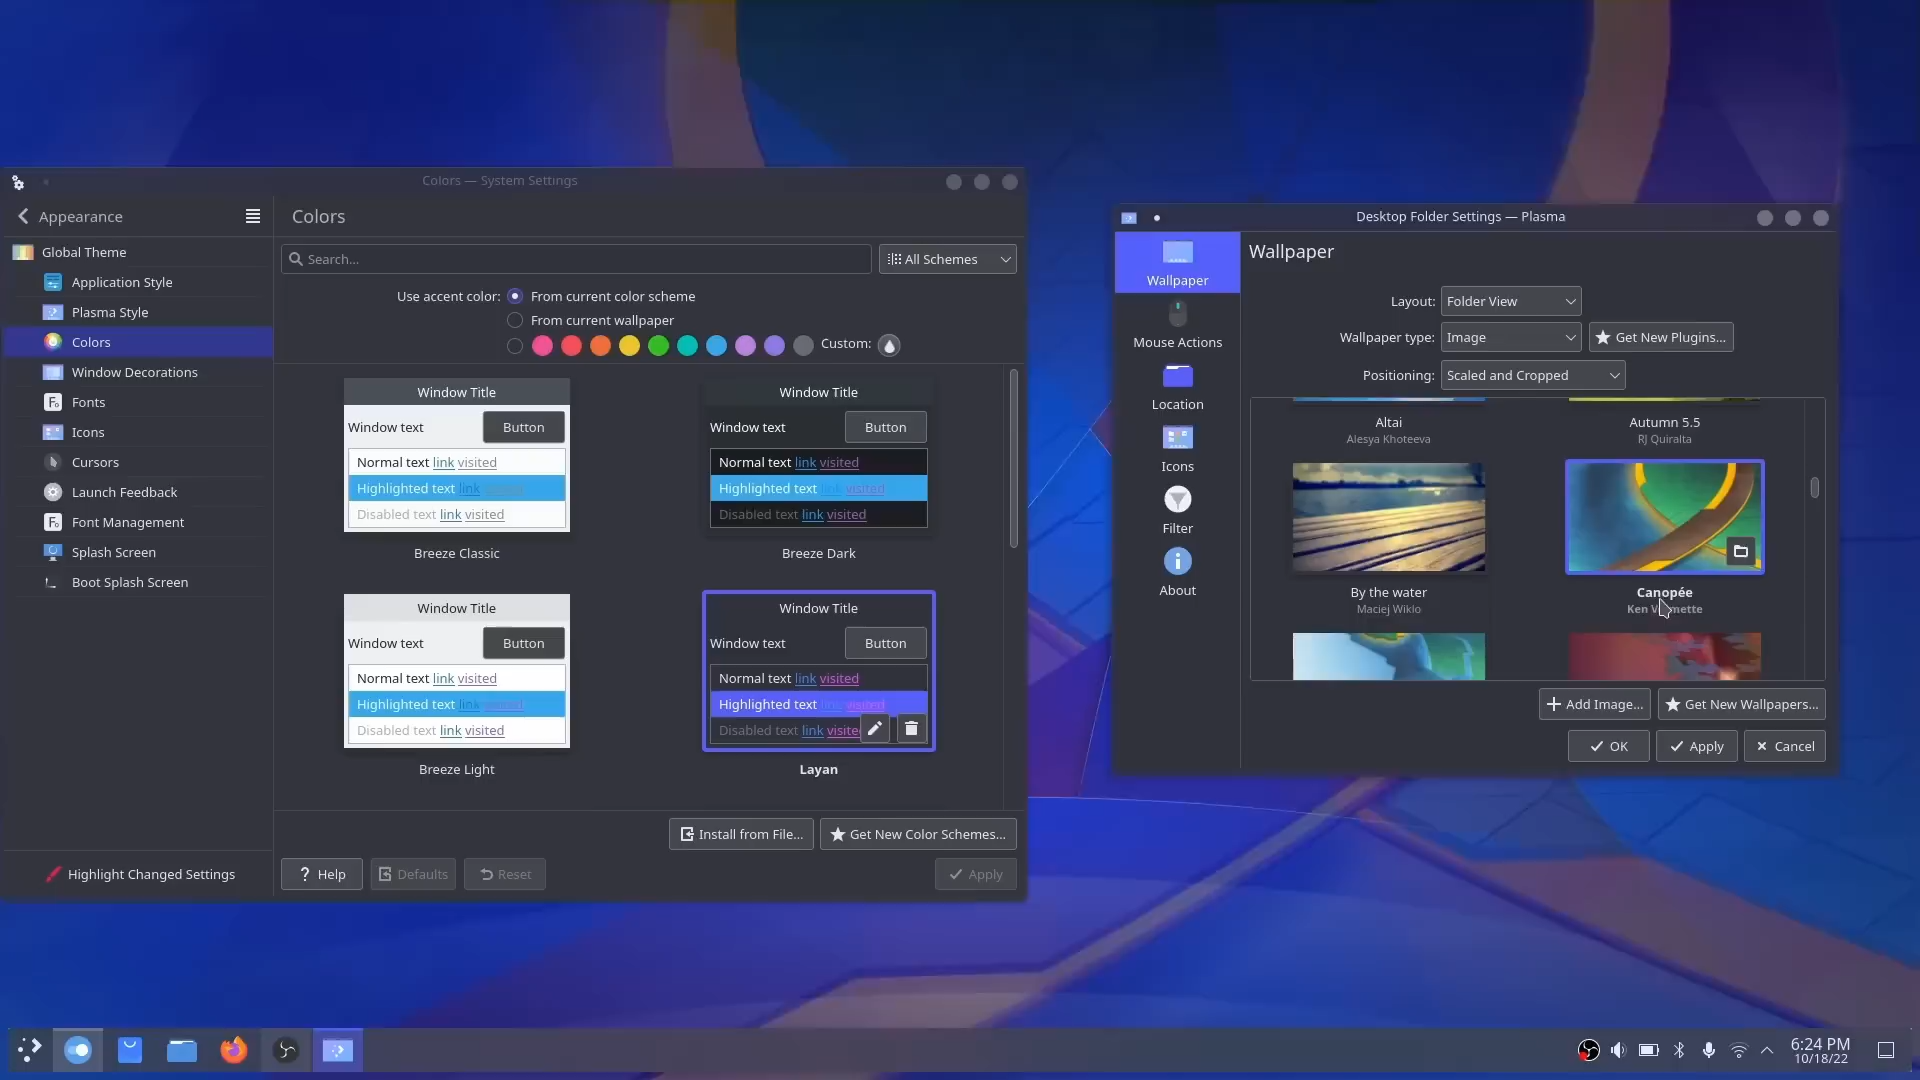 Colors — System Settings
Appearance
Global Theme
Application Style
Plasma Style
Colors
Window Decorations
Fonts
Icons
Cursors
Launch Feedback
Font Management
Splash Screen
Boot Splash Screen
Highlight Changed Settings
Colors
Search...
All Schemes
Use accent color:
From current color scheme
From current wallpaper
Custom:
Window Title
Window text
Button
Normal text link visited
Highlighted text link visited
Disabled text link visited
Breeze Classic
Window Title
Window text
Button
Normal text link visited
Highlighted text link visited
Disabled text link visited
Breeze Dark
Window Title
Window text
Button
Normal text link visited
Highlighted text link visited
Disabled text link visited
Breeze Light
Window Title
Window text
Button
Normal text link visited
Highlighted text link visited
Disabled text link
Layan
Install from File...
Get New Color Schemes...
Help
Defaults
Reset
Apply
Desktop Folder Settings — Plasma
Wallpaper
Mouse Actions
Location
Icons
Filter
About
Wallpaper
Layout:
Folder View
Wallpaper type:
Image
Get New Plugins...
Positioning:
Scaled and Cropped
Altai
Alesya Khoteeva
Autumn 5.5
RJ Quiralta
By the water
Maciej Wiklo
Canopée
Ken
Add Image...
Get New Wallpapers...
OK
Apply
Cancel
6:24 PM
10/18/22